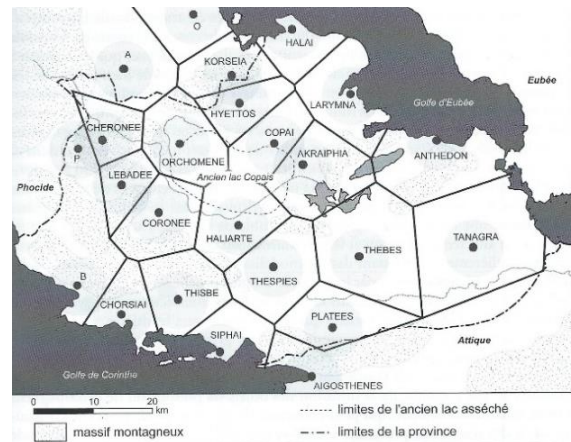 O
HALAI
A
KORSEIA
Eubée
LARYMNA
Golfe d'Eubée
HYETTOS
CHERONEE
COPAI
ORCHOMENE
ANTHEDON
P
AKRAIPHIA
LEBADEE
Ancien lac Copais
Phocide
CORONEE
HALIARTE
TANAGRA
THEBES
B
THESPIES
THISBE
CHORSIAI
PLATEES
SIPHAI
Attique
Golfe de Corinthe
AIGOSTHENES
0 10 20
km
limites de l'ancien lac asséché
massif montagneux
limites de la province